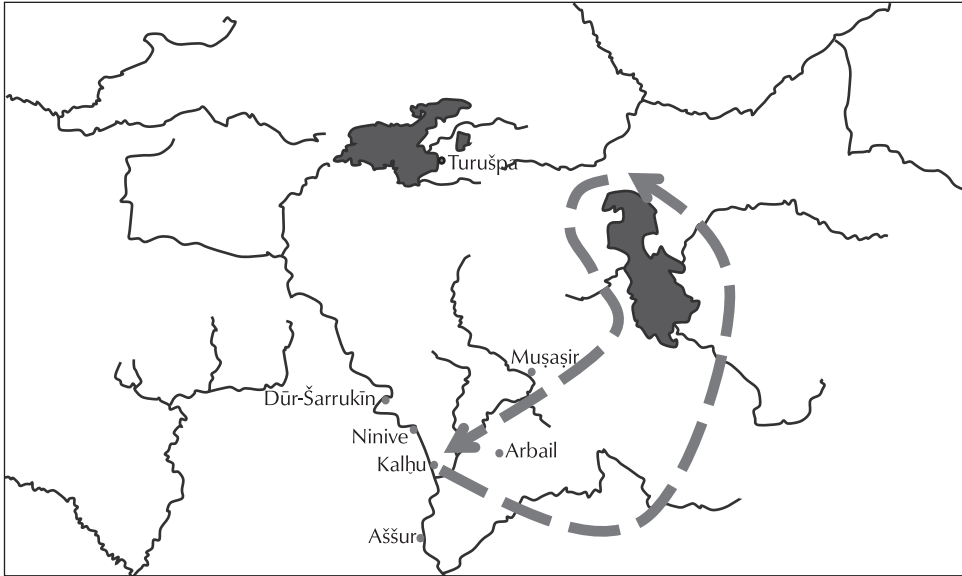 Turušpa
Muṣaṣir
Dūr-Šarrukīn
Ninive
Arbail
Kalḫu
Aššur